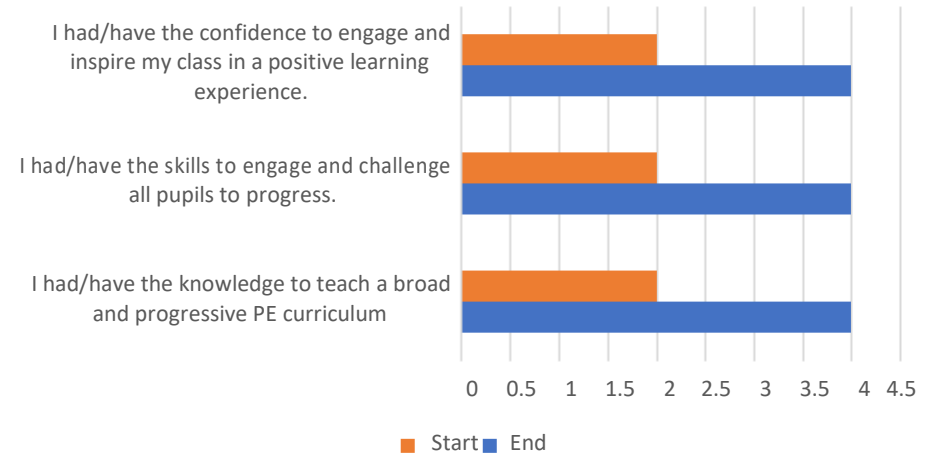 I had/have the confidence to engage and
inspire my class in a positive learning
experience.
I had/have the skills to engage and challenge
all pupils to progress.
I had/have the knowledge to teach a broad
and progressive PE curriculum
0 0.5 1 1.5 2 2.5 3 3.5 4 4.5
Start End